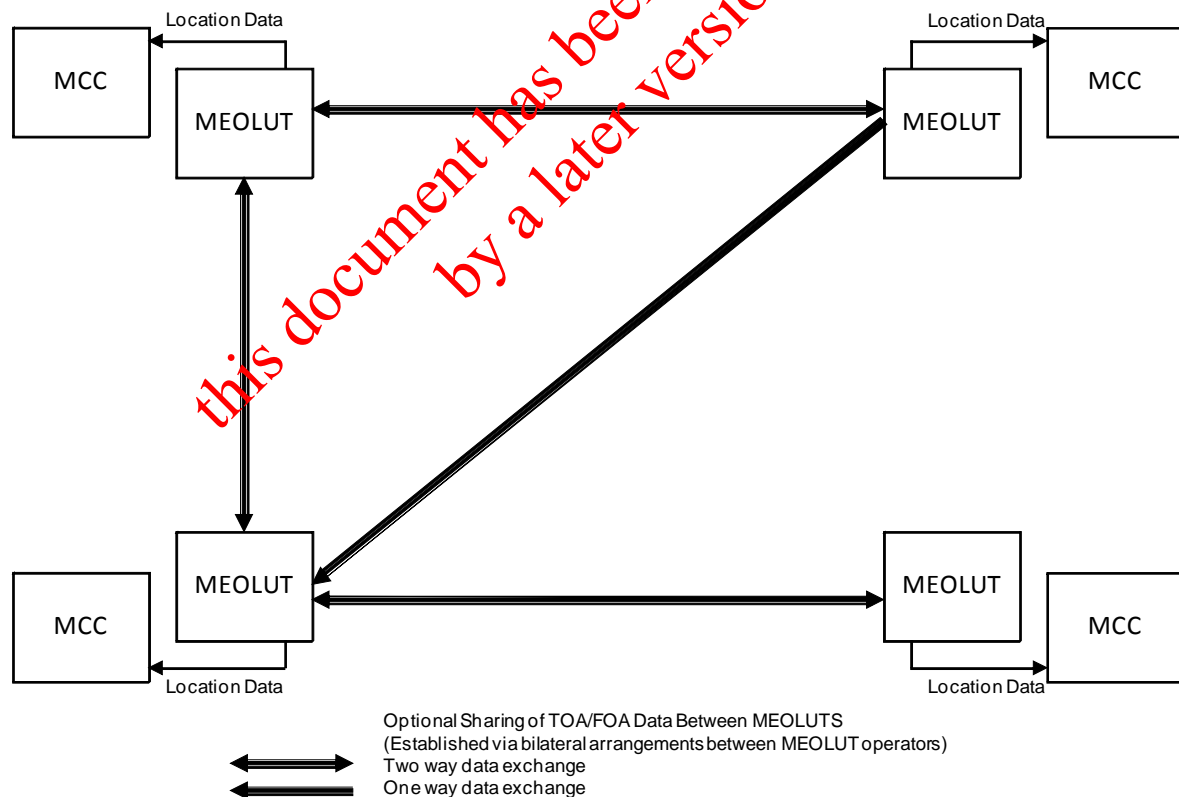 Location Data
Location Data
MCC
MEOLUT
MEOLUT
MCC
this document has been
by a later versio
MEOLUT
MEOLUT
MCC
MCC
Location Data
Location Data
Optional Sharing of TOA/FOA Data Between MEOLUTS
(Established via bilateral arrangements between MEOLUT operators)
Two way data exchange
One way data exchange